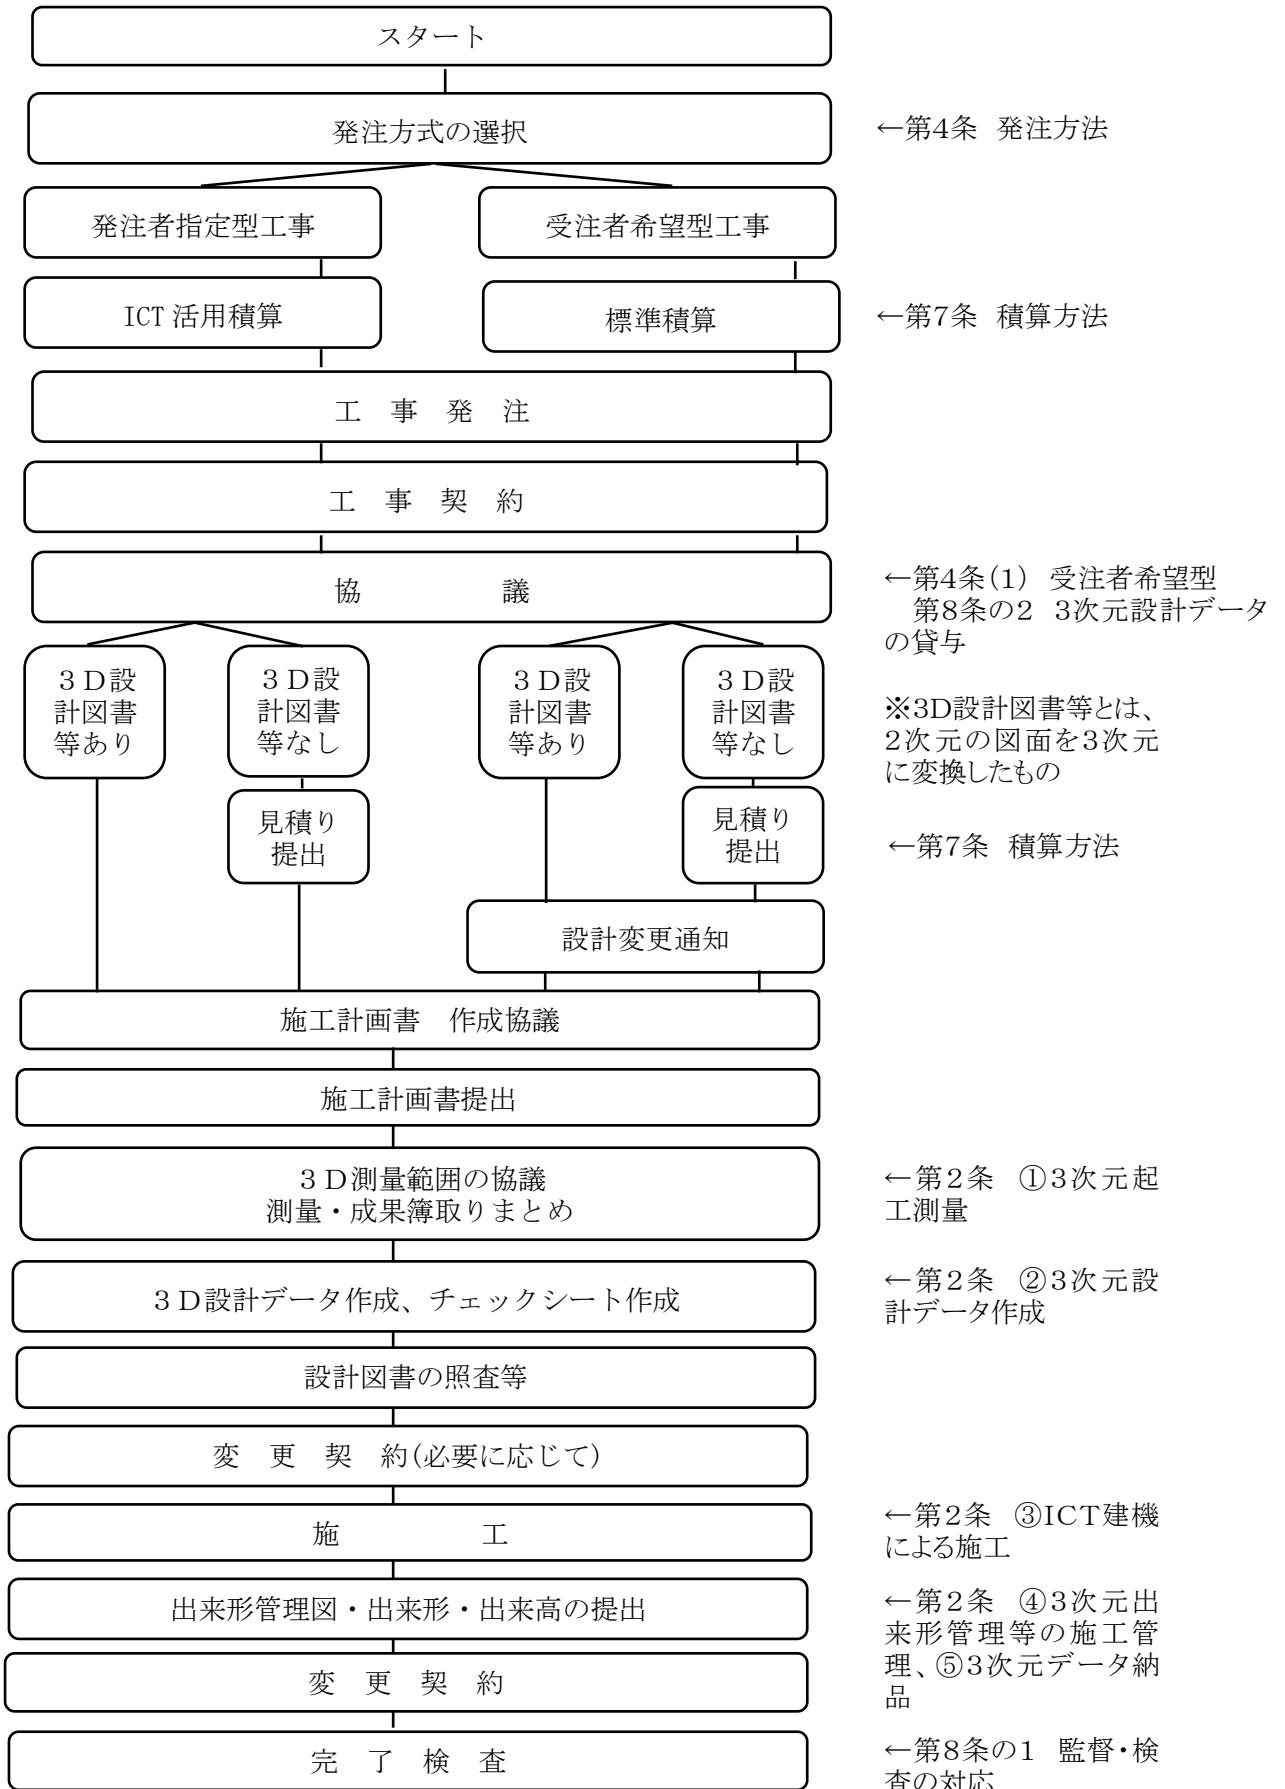 スタート
発注方式の選択
←第4条 発注方法
発注者指定型工事
受注者希望型工事
ICT 活用積算
標準積算
←第7条 積算方法
工 事 発 注
工 事 契 約
協 議
←第4条(1) 受注者希望型
第8条の2 3次元設計データ
の貸与
3D設
計図書
等あり
3D設
計図書
等なし
3D設
計図書
等あり
3D設
計図書
等なし
※3D設計図書等とは、
2次元の図面を3次元
に変換したもの
見積り
提出
見積り
提出
←第7条 積算方法
設計変更通知
施工計画書 作成協議
施工計画書提出
3D測量範囲の協議
測量・成果簿取りまとめ
←第2条 ①3次元起
工測量
3D設計データ作成、チェックシート作成
←第2条 ②3次元設
計データ作成
設計図書の照査等
変 更 契 約(必要に応じて)
施 工
←第2条 ③ICT建機
による施工
出来形管理図・出来形・出来高の提出
←第2条 ④3次元出
来形管理等の施工管
理、⑤3次元データ納
品
変 更 契 約
完 了 検 査
←第8条の1 監督・検
査の対応